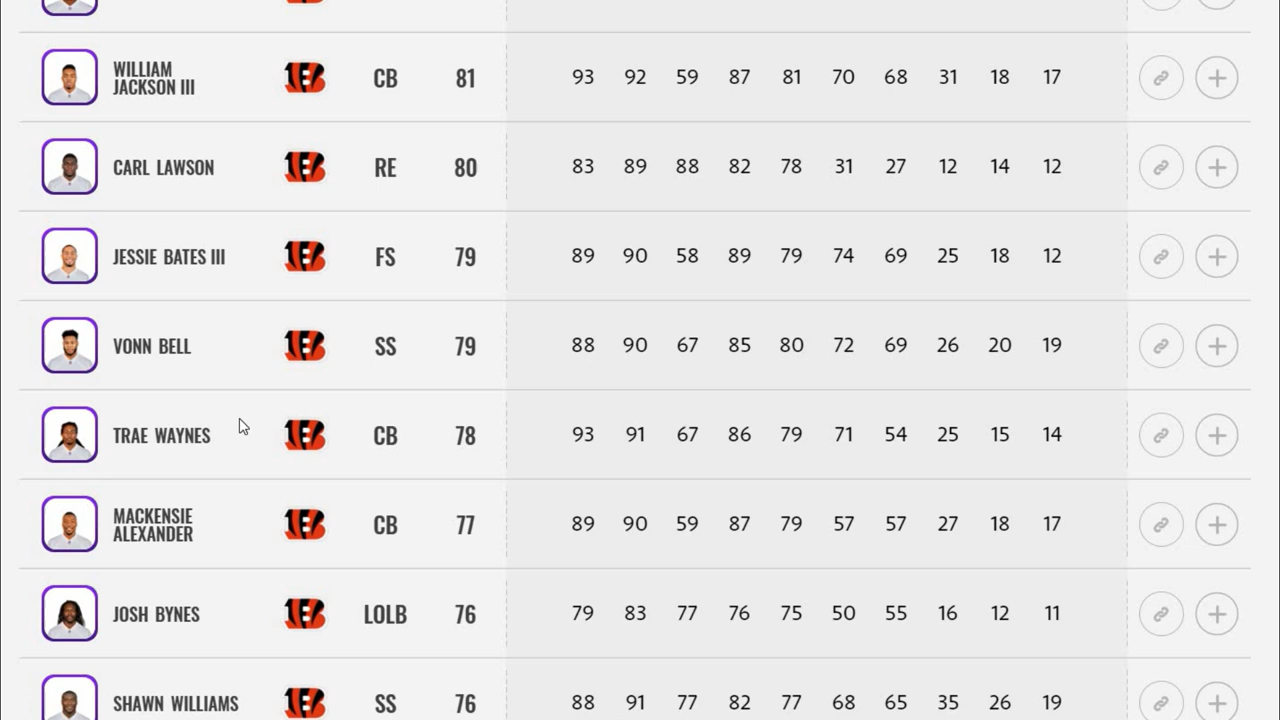 WILLIAM
JACKSON III CB 81 93 92 59 87 81 70 68 31 18 17
CARL LAWSON RE 80 83 89 88 82 78 31 27 12 14 12
JESSIE BATES III FS 79 89 90 58 89 79 74 69 25 18 12
VONN BELL SS 79 88 90 67 85 80 72 69 26 20 19
TRAE WAYNES CB 78 93 91 67 86 79 71 54 25 15 14
MACKENSIE
ALEXANDER CB 77 89 90 59 87 79 57 57 27 18 17
JOSH BYNES LOLB 76 79 83 77 76 75 50 55 16 12 11
SHAWN WILLIAMS SS 76 88 91 77 82 77 68 65 35 26 19